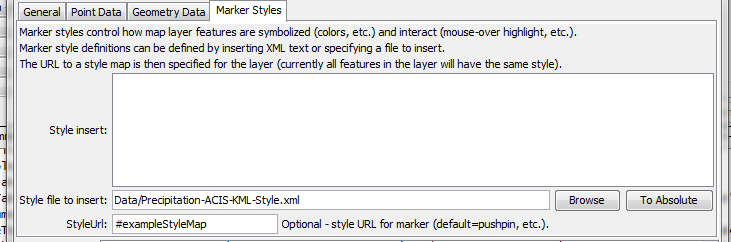 General Point Data Geometry Data Marker Styles
Marker styles control how map layer features are symbolized (colors, etc.) and interact (mouse-over highlight, etc.).
Marker style definitions can be defined by inserting XML text or specifying a file to insert.
The URL to a style map is then specified for the layer (currently all features in the layer will have the same style).
Style insert:
Style file to insert: Data/Precipitation-ACIS-KML-Style.xml Browse To Absolute
StyleUrl: #exampleStyleMap Optional - style URL for marker (default=pushpin, etc.).